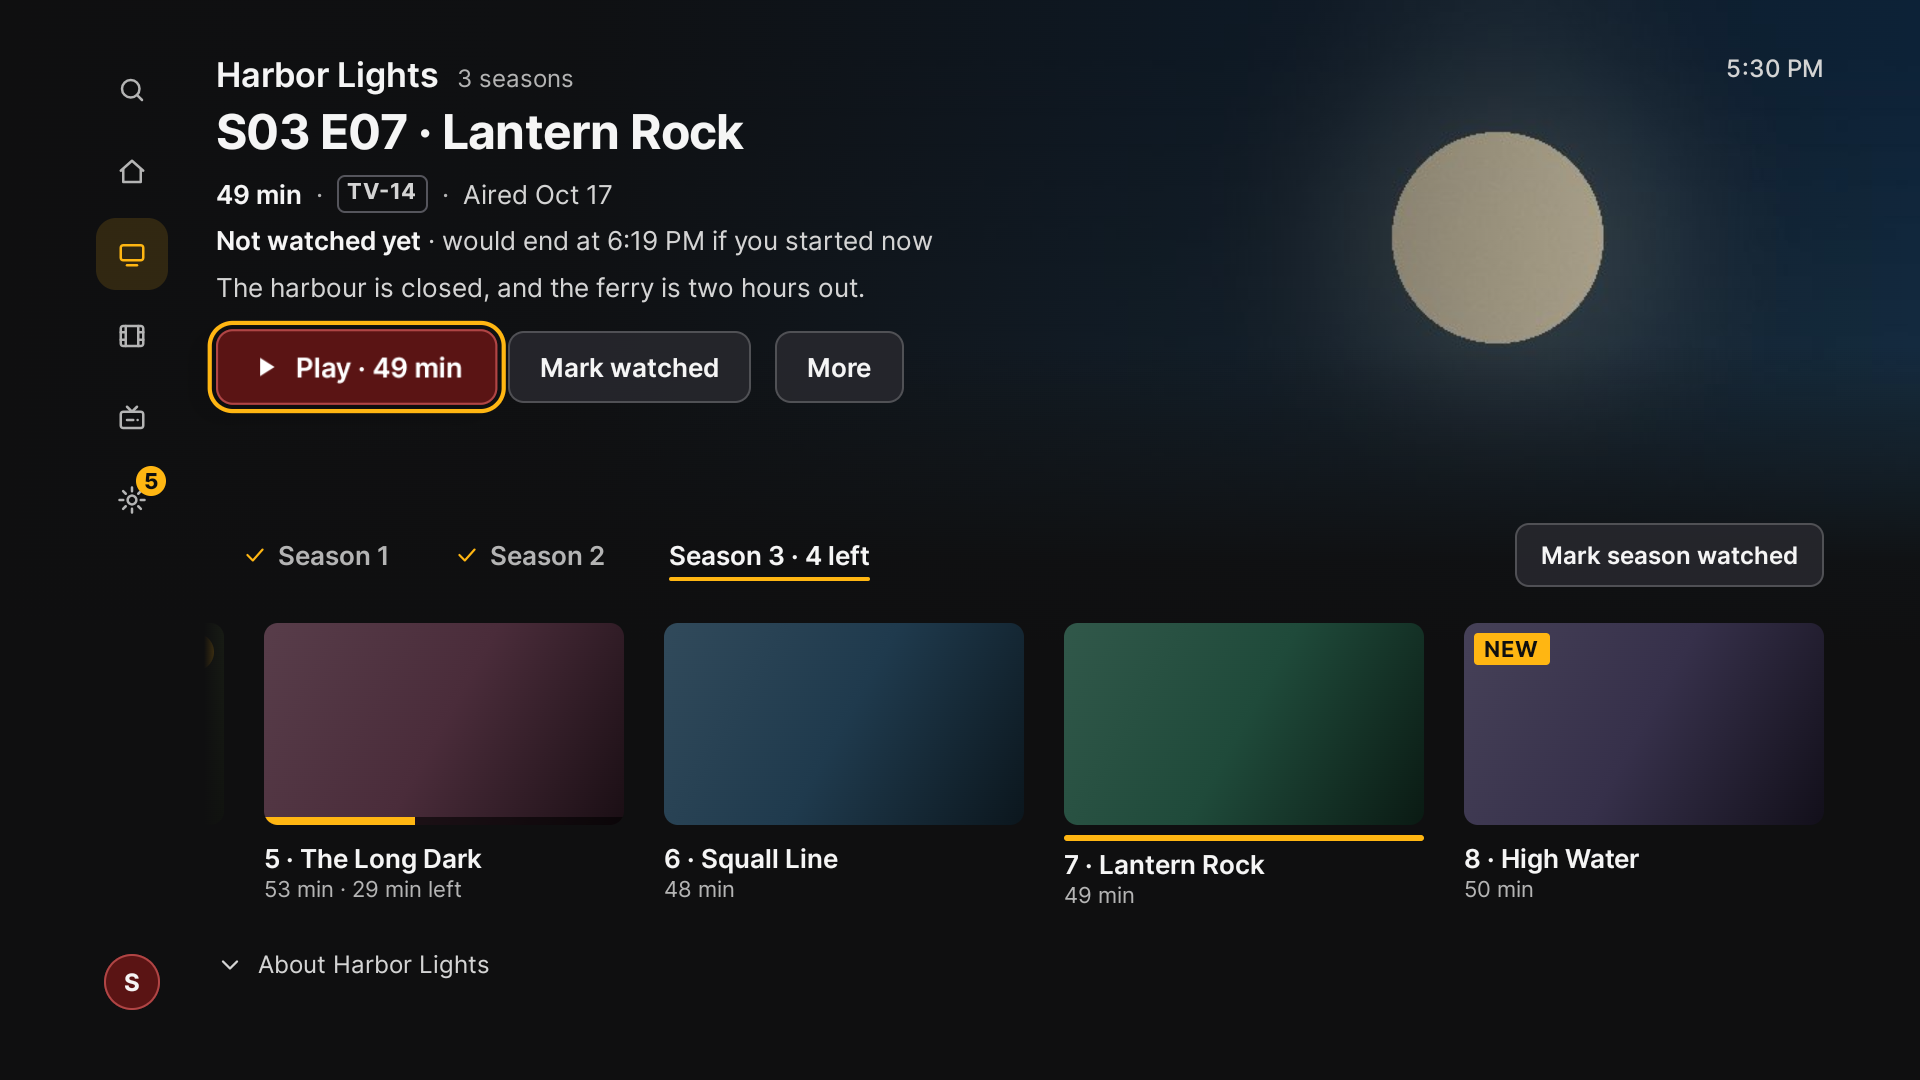 Harbor Lights 3 seasons
5:30 PM
S03 E07 · Lantern Rock
49 min · TV-14 · Aired Oct 17
Not watched yet · would end at 6:19 PM if you started now
The harbour is closed, and the ferry is two hours out.
Play · 49 min
Mark watched
More
5
Season 1
Season 2
Season 3 · 4 left
Mark season watched
NEW
5 · The Long Dark
53 min · 29 min left
6 · Squall Line
48 min
7 · Lantern Rock
49 min
8 · High Water
50 min
About Harbor Lights
S